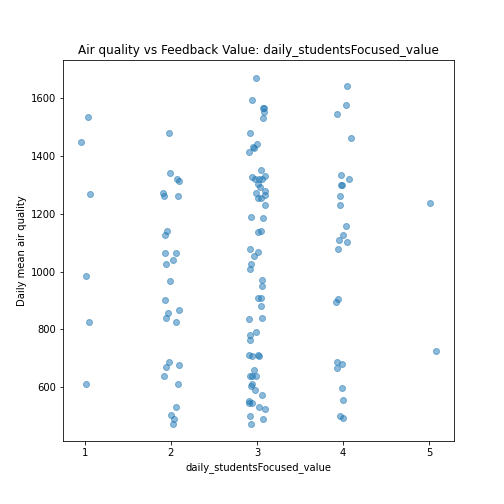 Air quality vs Feedback Value: daily_studentsFocused_value
1600
1400
1200
1000
800
600
Daily mean air quality
1 2 3 4 5
daily_studentsFocused_value